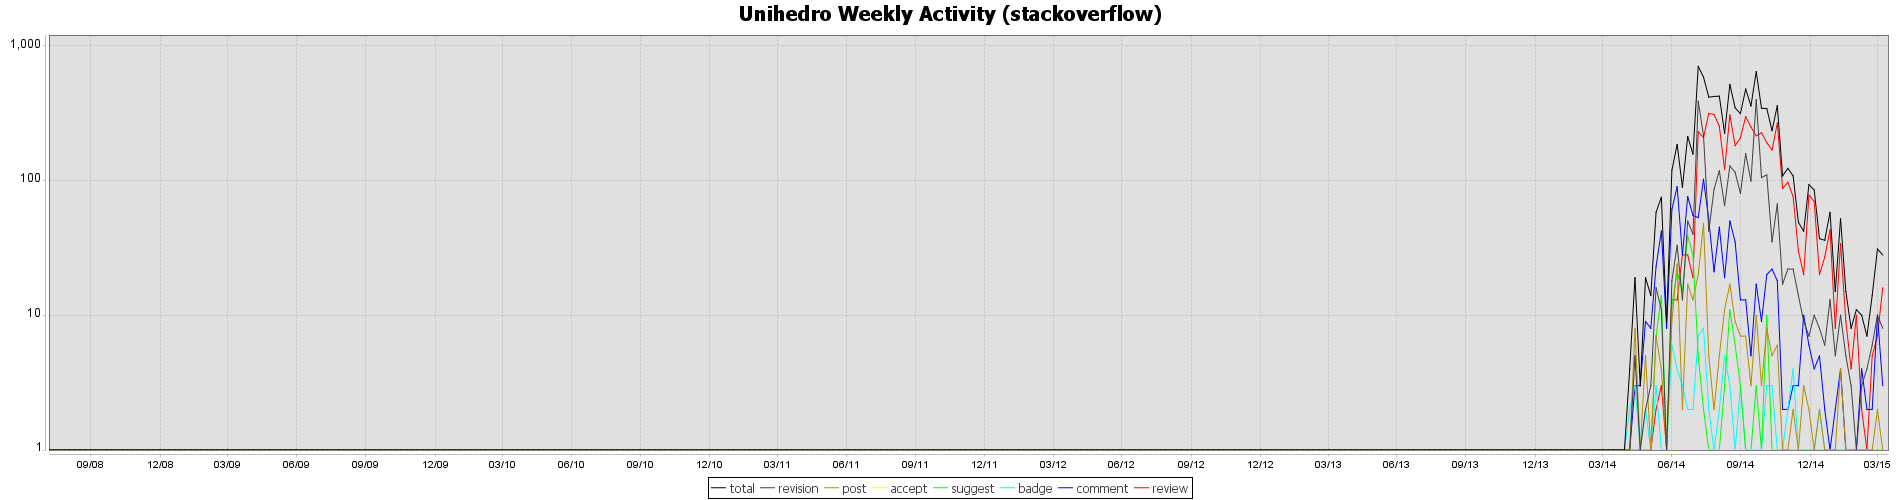 Unihedro Weekly Activity (stackoverflow)
1,000
100
10
1
09/08 12/08 03/09 06/09 09/09 12/09 03/10 06/10 09/10 12/10 03/11 06/11 09/11 12/11 03/12 06/12 09/12 12/12 03/13 06/13 09/13 12/13 03/14 06/14 09/14 12/14 03/15
total revision post accept suggest badge comment review